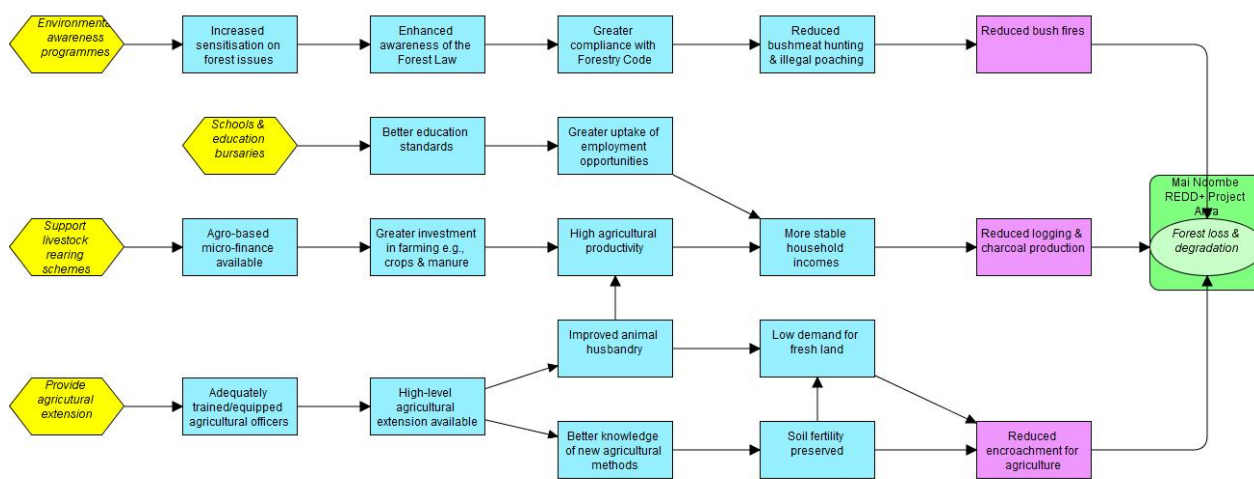 Environmental
awareness
programmes
Increased
sensitisation on
forest issues
Enhanced
awareness of the
Forest Law
Greater
compliance with
Forestry Code
Reduced
bushmeat hunting
& illegal poaching
Reduced bush fires
Schools &
education
bursaries
Better education
standards
Greater uptake of
employment
opportunities
Mai Ndombe
REDD+ Project
Area
Support
livestock
rearing
schemes
Agro-based
micro-finance
available
Greater investment
in farming e.g.,
crops & manure
High agricultural
productivity
More stable
household
incomes
Reduced logging &
charcoal production
Forest loss &
degradation
Improved animal
husbandry
Low demand for
fresh land
Provide
agricutural
extension
Adequately
trained/equipped
agricultural officers
High-level
agricultural
extension available
Better knowledge
of new agricultural
methods
Soil fertility
preserved
Reduced
encroachment for
agriculture